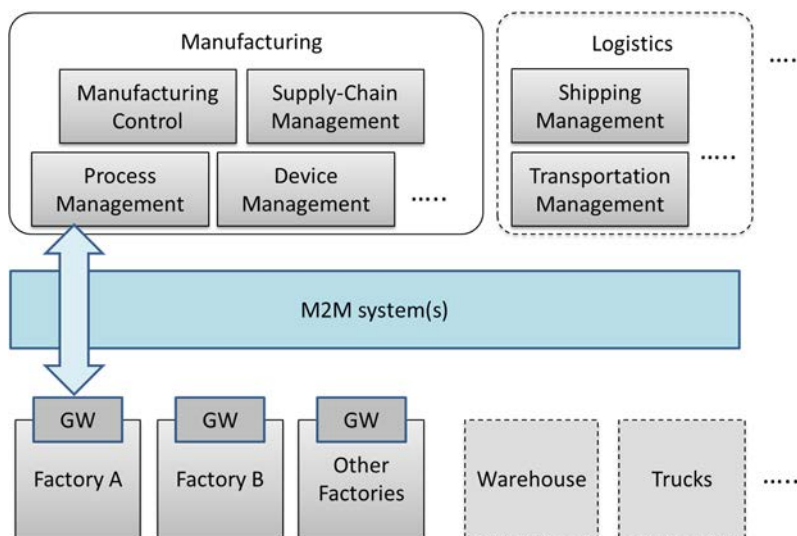 Manufacturing
Logistics
.....
Manufacturing
Control
Supply-Chain
Management
Shipping
Management
.....
Process
Management
Device
Management
.....
Transportation
Management
M2M system(s)
GW
GW
GW
Factory A
Factory B
Other
Factories
Warehouse
Trucks
.....